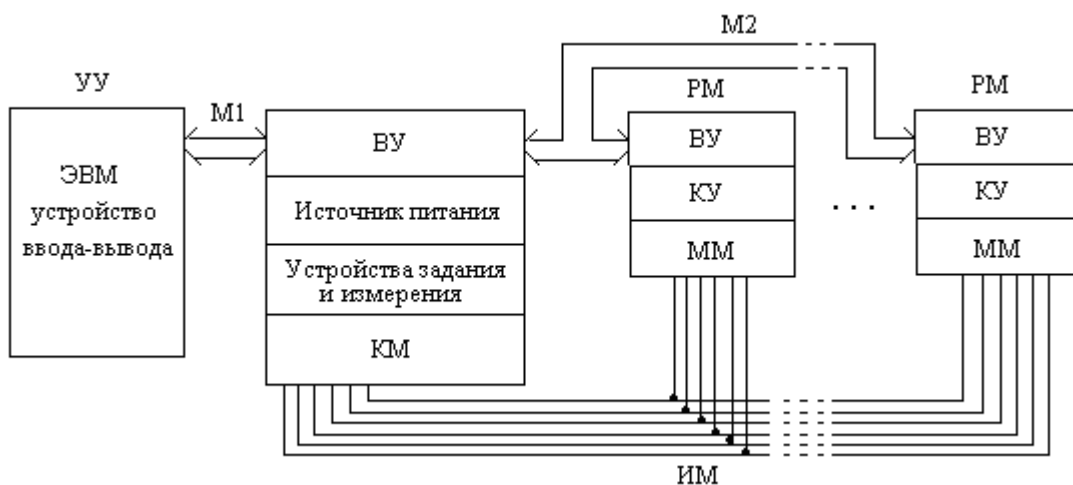 М2
УУ
М1
РМ
РМ
ЭВМ
устройство
ввода-вывода
ВУ
Источник питания
Устройства задания
и измерения
КМ
ВУ
КУ
ММ
. . .
ВУ
КУ
ММ
ИМ